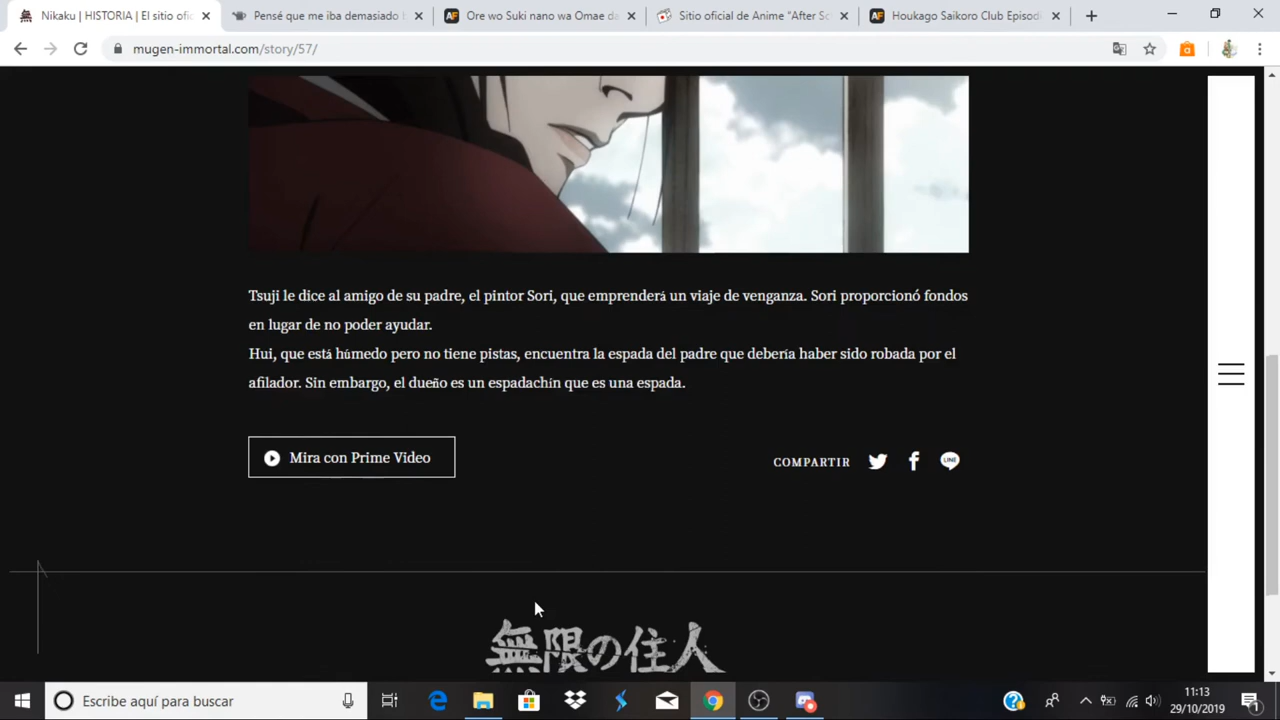 Nikaku | HISTORIA | El sitio ofic
Pensé que me iba demasiado b
Ore wo Suki nano wa Omae da
Sitio oficial de Anime "After Sc
Houkago Saikoro Club Episode
mugen-immortal.com/story/57/
Tsuji le dice al amigo de su padre, el pintor Sori, que emprenderá un viaje de venganza. Sori proporcionó fondos
en lugar de no poder ayudar.
Hui, que está húmedo pero no tiene pistas, encuentra la espada del padre que debería haber sido robada por el
afilador. Sin embargo, el dueño es un espadachín que es una espada.
Mira con Prime Video
COMPARTIR
LINE
無限の住人
Escribe aquí para buscar
11:13
29/10/2019
1